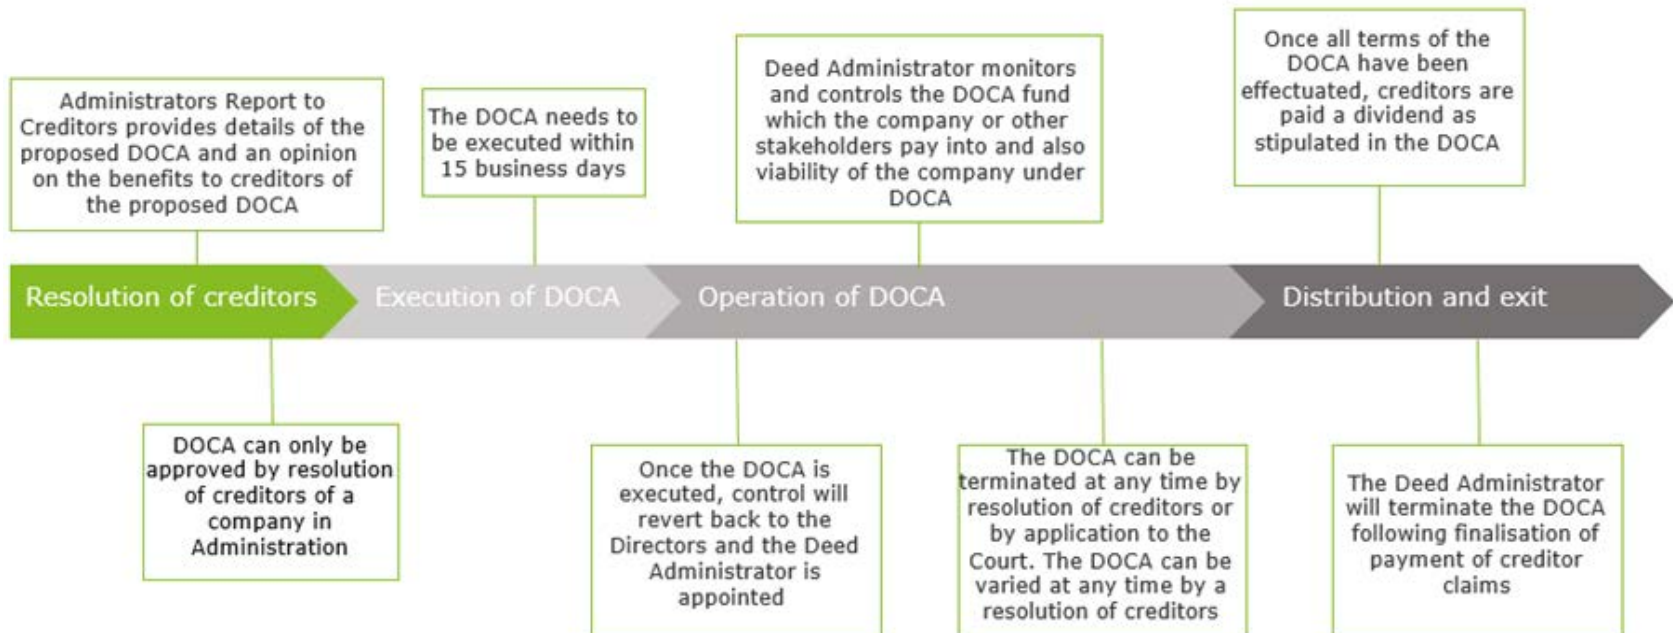 Administrators Report to
Creditors provides details of the
proposed DOCA and an opinion
on the benefits to creditors of
the proposed DOCA
The DOCA needs to
be executed within
15 business days
Deed Administrator monitors
and controls the DOCA fund
which the company or other
stakeholders pay into and also
viability of the company under
DOCA
Once all terms of the
DOCA have been
effectuated, creditors are
paid a dividend as
stipulated in the DOCA
Resolution of creditors
Execution of DOCA
Operation of DOCA
Distribution and exit
DOCA can only be
approved by resolution
of creditors of a
company in
Administration
Once the DOCA is
executed, control will
revert back to the
Directors and the Deed
Administrator is
appointed
The DOCA can be
terminated at any time by
resolution of creditors or
by application to the
Court. The DOCA can be
varied at any time by a
resolution of creditors
The Deed Administrator
will terminate the DOCA
following finalisation of
payment of creditor
claims